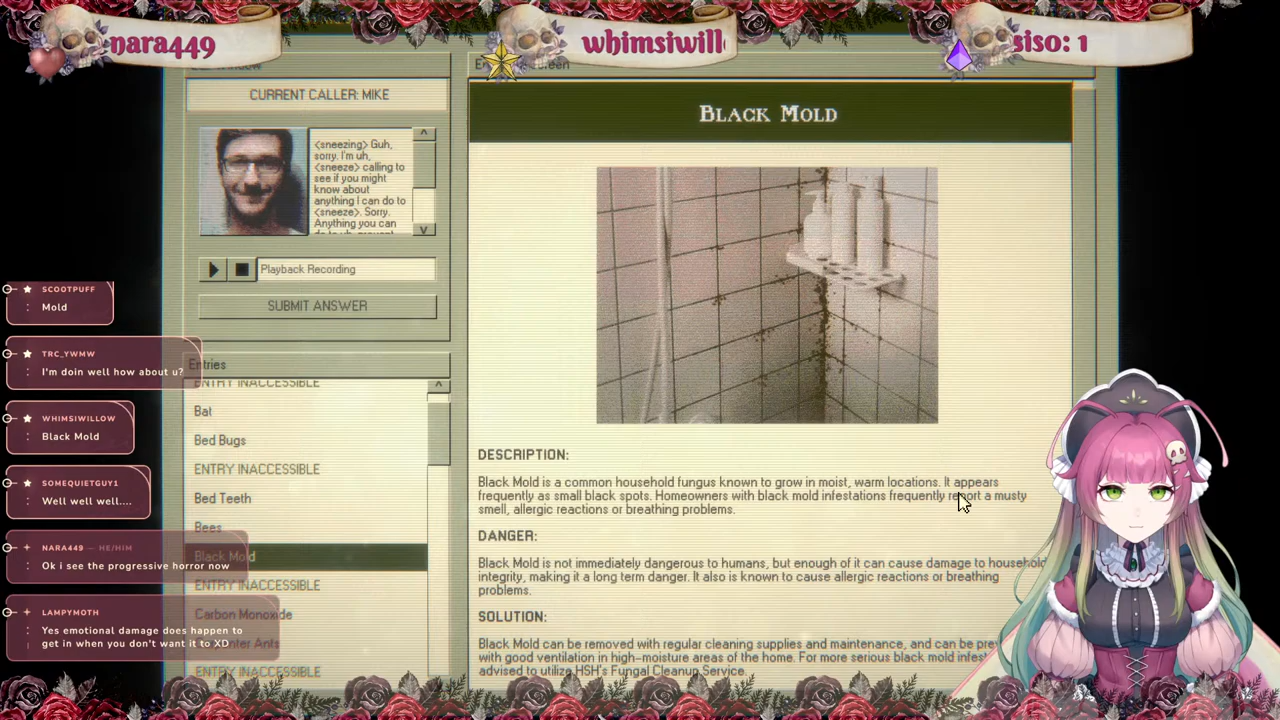 nara449
whimsiwill
siso: 1
CURRENT CALLER: MIKE
<sneezing> Guh,
sorry. I'm uh,
<sneeze> calling to
see if you might
know about
anything I can do to
<sneeze>. Sorry.
Anything you can
Playback Recording
SUBMIT ANSWER
Entries
ENTRY INACCESSIBLE
Bat
Bed Bugs
ENTRY INACCESSIBLE
Bed Teeth
Bees
Black Mold
ENTRY INACCESSIBLE
Carbon Monoxide
Ants
ENTRY INACCESSIBLE
BLACK MOLD
DESCRIPTION:
Black Mold is a common household fungus known to grow in moist, warm locations. It appears
frequently as small black spots. Homeowners with black mold infestations frequently report a musty
smell, allergic reactions or breathing problems.
DANGER:
Black Mold is not immediately dangerous to humans, but enough of it can cause damage to household
integrity, making it a long term danger. It also is known to cause allergic reactions or breathing
problems.
SOLUTION:
Black Mold can be removed with regular cleaning supplies and maintenance, and can be
with good ventilation in high-moisture areas of the home. For more serious black mold
advised to utilize HSH's Fungal Cleanup Service.
SCOOTPUFF
Mold
TRC_YWMW
I'm doin well how about u?
WHIMSIWILLOW
Black Mold
SOMEQUIETGUY1
Well well well....
NARA449 — HE/HIM
Ok i see the progressive horror now
LAMPYMOTH
Yes emotional damage does happen to
get in when you don't want it to XD